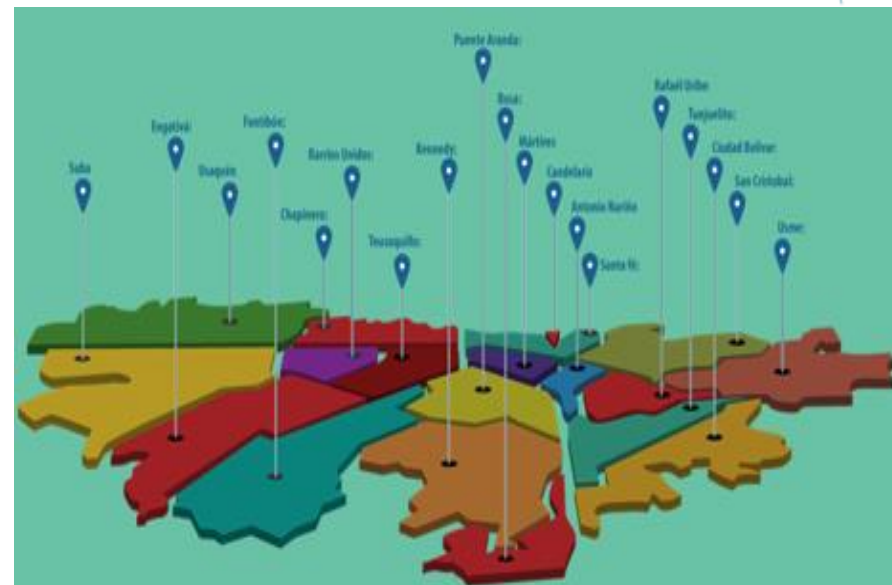 Puente Aranda:
Rafael Uribe
Bosa:
Tunjuelito:
Engativá:
Fontibón:
Ciudad Bolívar:
Barrios Unidos:
Kennedy:
Mártires
Suba
Usaquén
Candelaria
San Cristobal:
Chapinero:
Antonio Nariño
Teusaquillo:
Usme:
Santa fé: